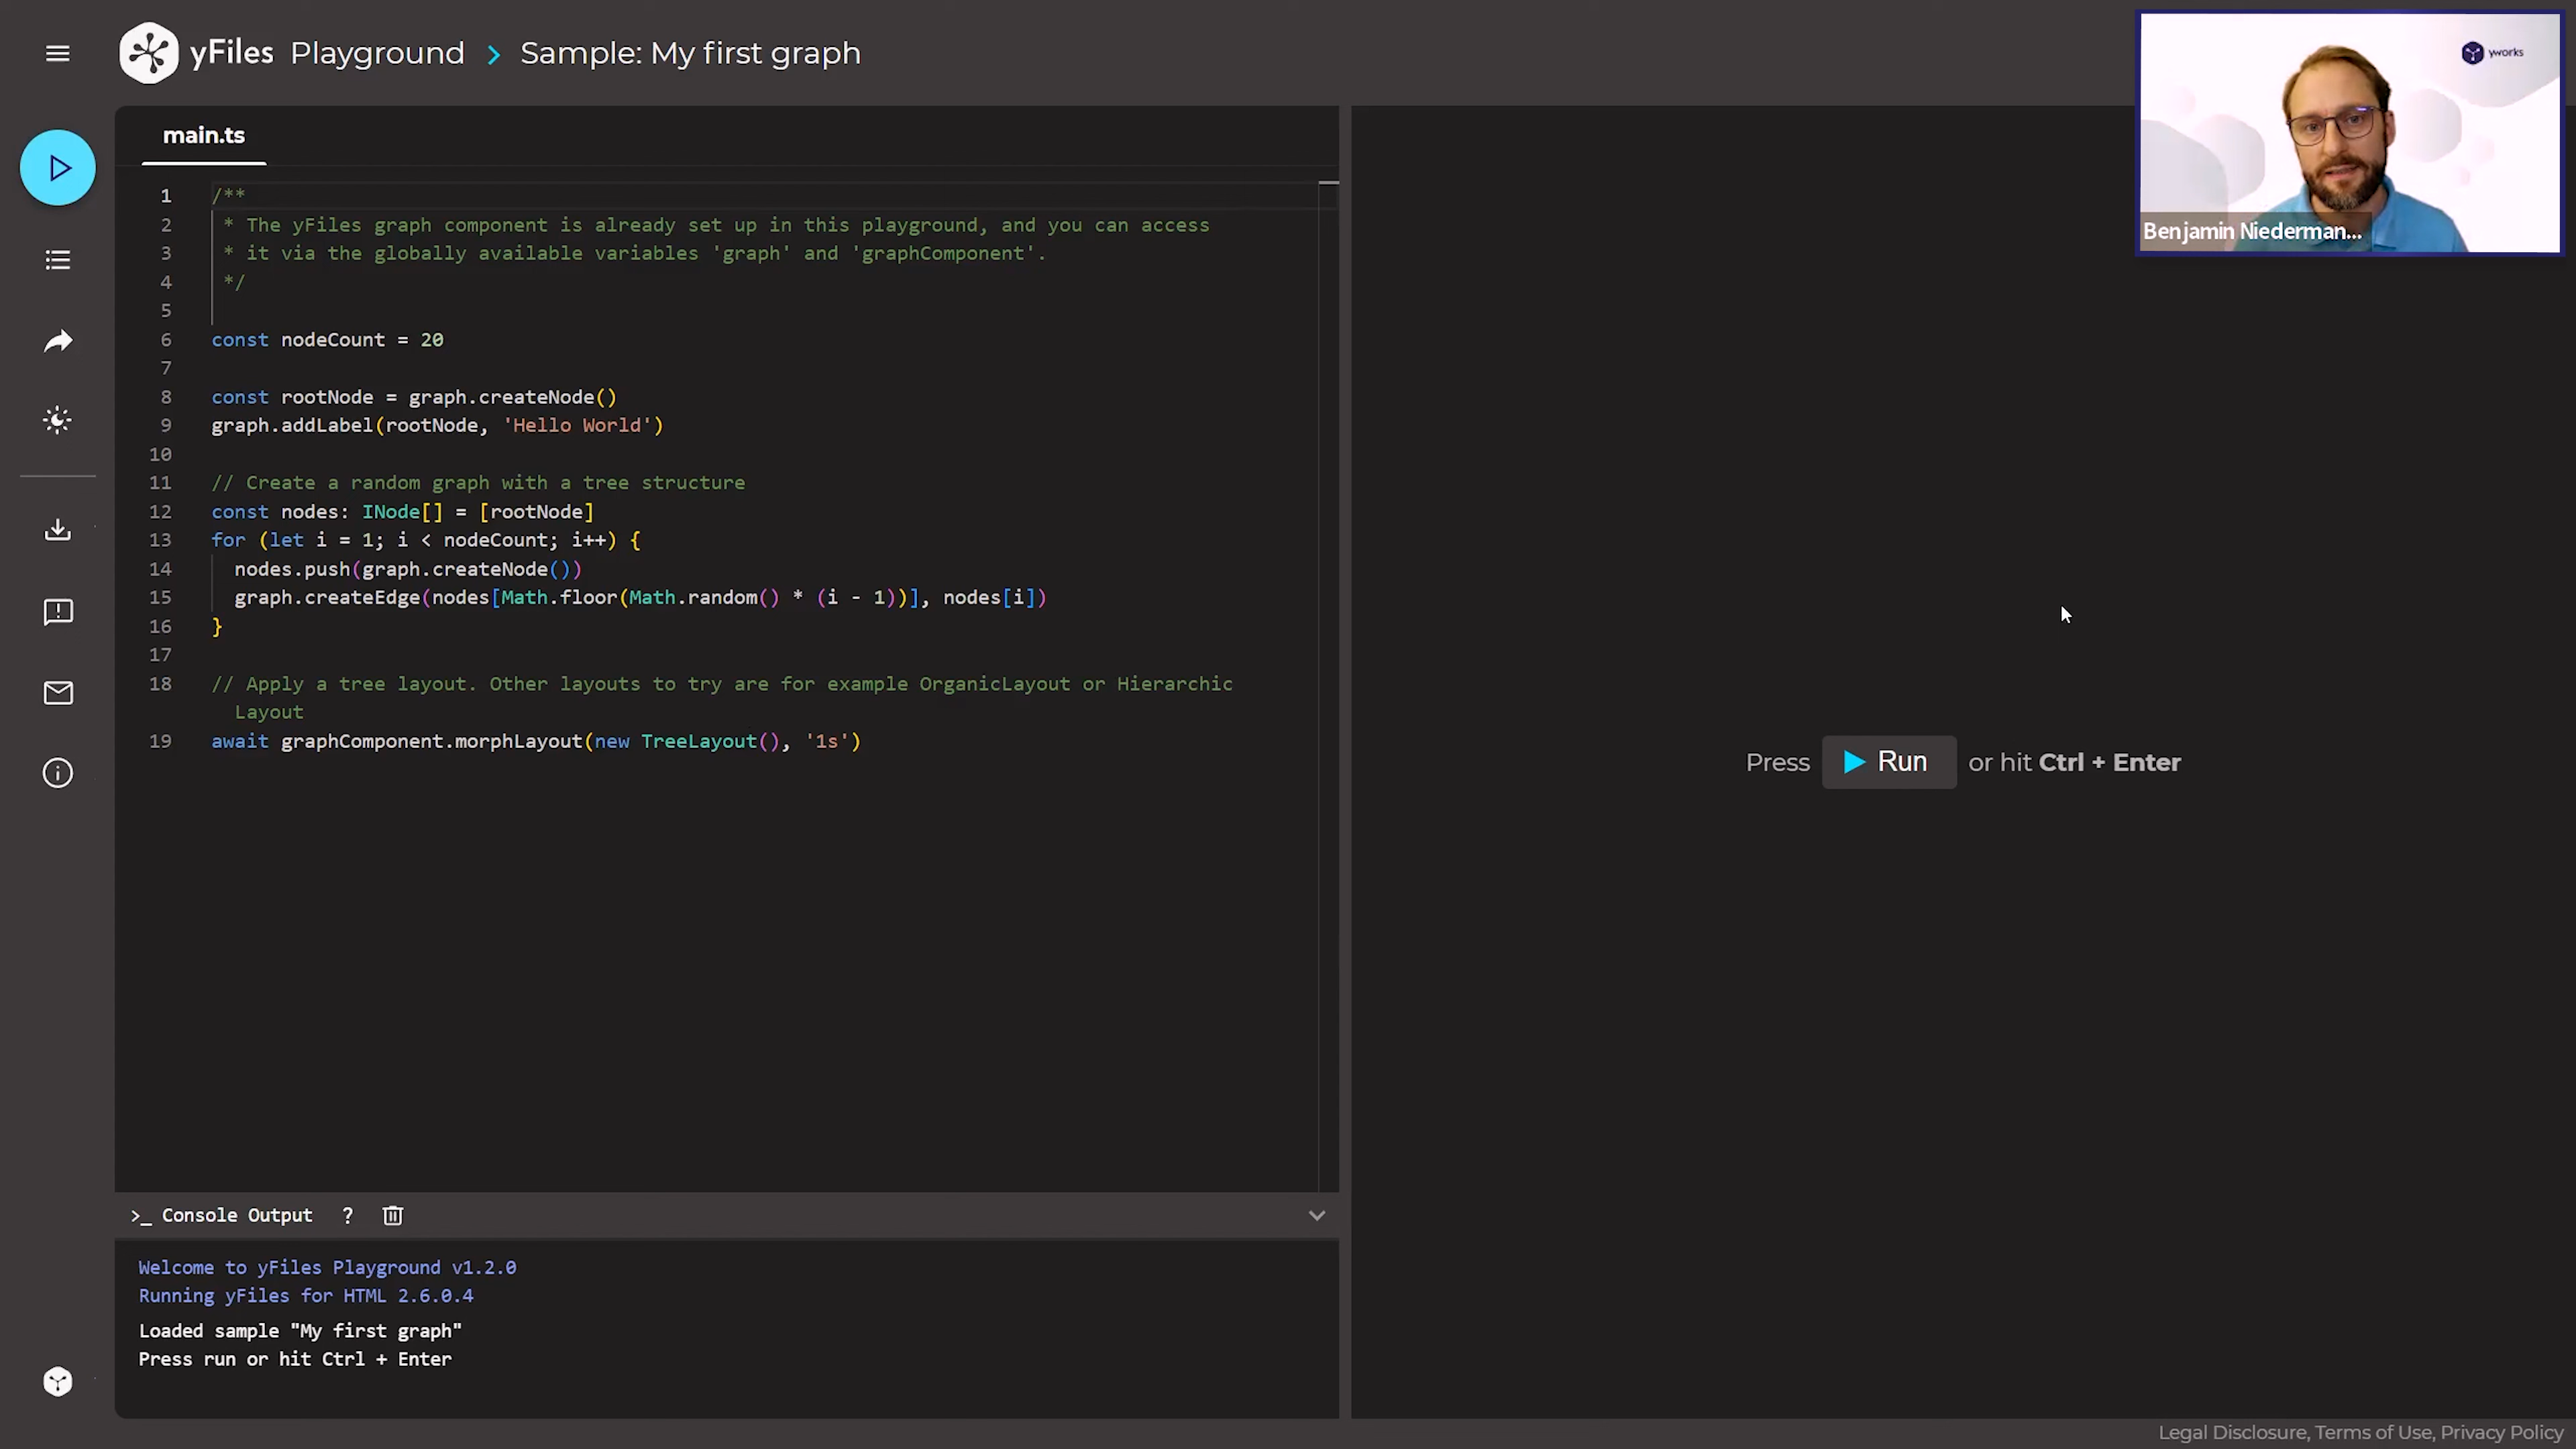 yFiles Playground > Sample: My first graph
yworks
Benjamin Niederman...
main.ts
1 /**
2 * The yFiles graph component is already set up in this playground, and you can access
3 * it via the globally available variables 'graph' and 'graphComponent'.
4 */
5
6 const nodeCount = 20
7
8 const rootNode = graph.createNode()
9 graph.addLabel(rootNode, 'Hello World')
10
11 // Create a random graph with a tree structure
12 const nodes: INode[] = [rootNode]
13 for (let i = 1; i < nodeCount; i++) {
14 nodes.push(graph.createNode())
15 graph.createEdge(nodes[Math.floor(Math.random() * (i - 1))], nodes[i])
16 }
17
18 // Apply a tree layout. Other layouts to try are for example OrganicLayout or Hierarchic
Layout
19 await graphComponent.morphLayout(new TreeLayout(), '1s')
Press Run or hit Ctrl + Enter
>_ Console Output ?
Welcome to yFiles Playground v1.2.0
Running yFiles for HTML 2.6.0.4
Loaded sample "My first graph"
Press run or hit Ctrl + Enter
Legal Disclosure, Terms of Use, Privacy Policy